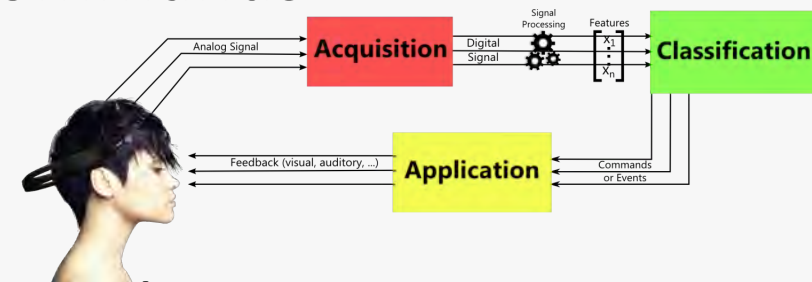 Analog Signal
Acquisition
Digital
Signal
Signal
Processing
Features
x1
xn
Classification
Feedback (visual, auditory, ...)
Application
Commands
or Events